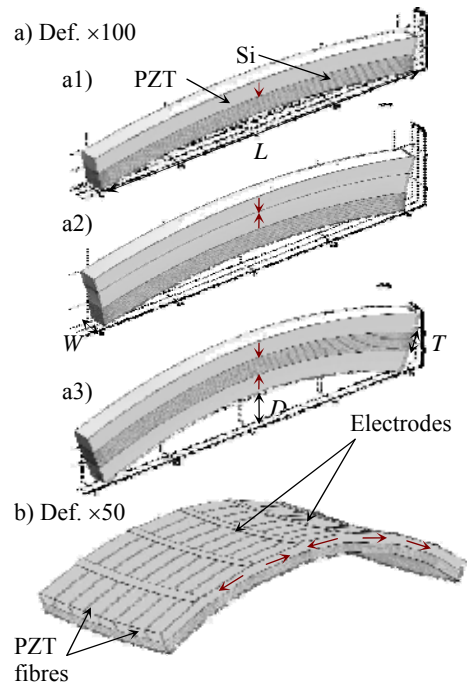 a) Def. ×100
Si
a1)
PZT
L
a2)
W
T
a3)
D
Electrodes
b) Def. ×50
PZT
fibres